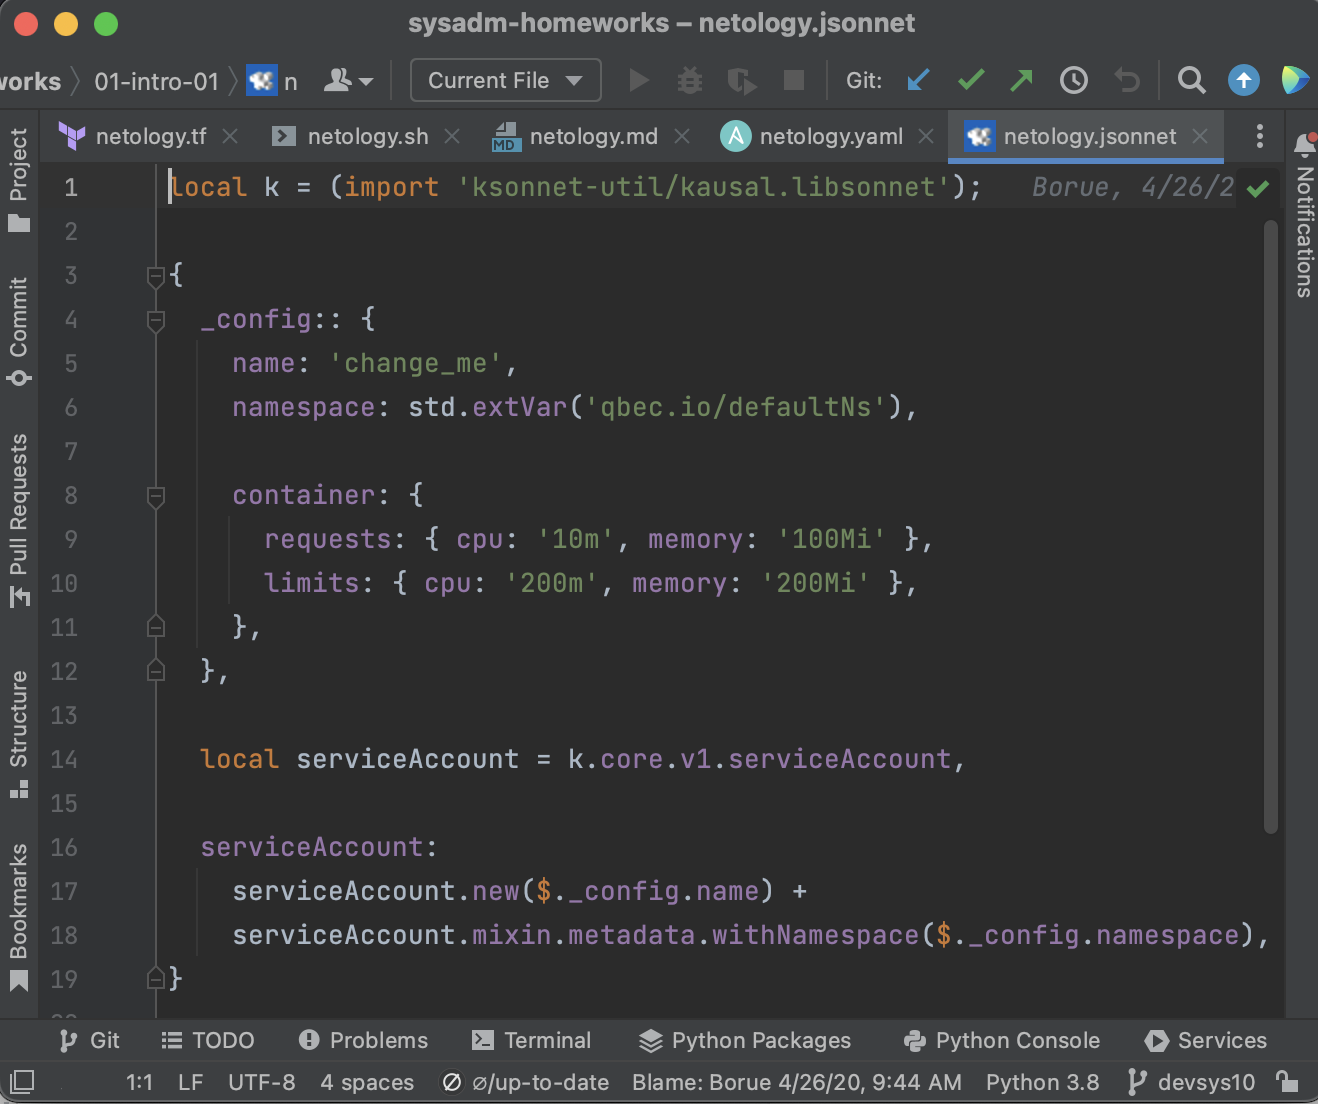 sysadm-homeworks – netology.jsonnet
works 01-intro-01 n Current File Git:
netology.tf netology.sh MD netology.md A netology.yaml netology.jsonnet
Project
Commit
Pull Requests
Structure
Bookmarks
Notifications
1 local k = (import 'ksonnet-util/kausal.libsonnet'); Borue, 4/26/2
2
3 {
4 _config:: {
5 name: 'change_me',
6 namespace: std.extVar('qbec.io/defaultNs'),
7
8 container: {
9 requests: { cpu: '10m', memory: '100Mi' },
10 limits: { cpu: '200m', memory: '200Mi' },
11 },
12 },
13
14 local serviceAccount = k.core.v1.serviceAccount,
15
16 serviceAccount:
17 serviceAccount.new($._config.name) +
18 serviceAccount.mixin.metadata.withNamespace($._config.namespace),
19 }
Git TODO Problems Terminal Python Packages Python Console Services
1:1 LF UTF-8 4 spaces ∅/up-to-date Blame: Borue 4/26/20, 9:44 AM Python 3.8 devsys10